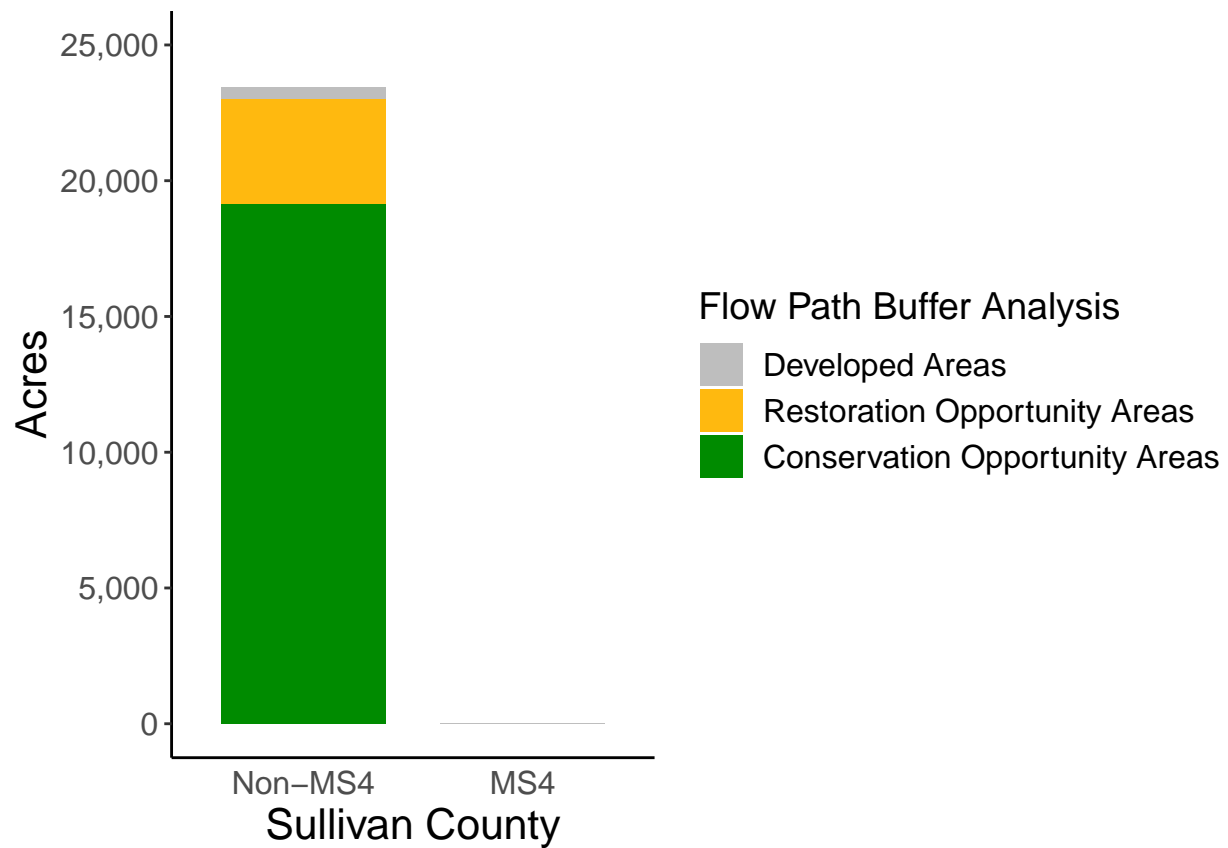 25,000
20,000
15,000
10,000
5,000
0
Acres
Non−MS4 MS4
Sullivan County
Flow Path Buffer Analysis
Developed Areas
Restoration Opportunity Areas
Conservation Opportunity Areas